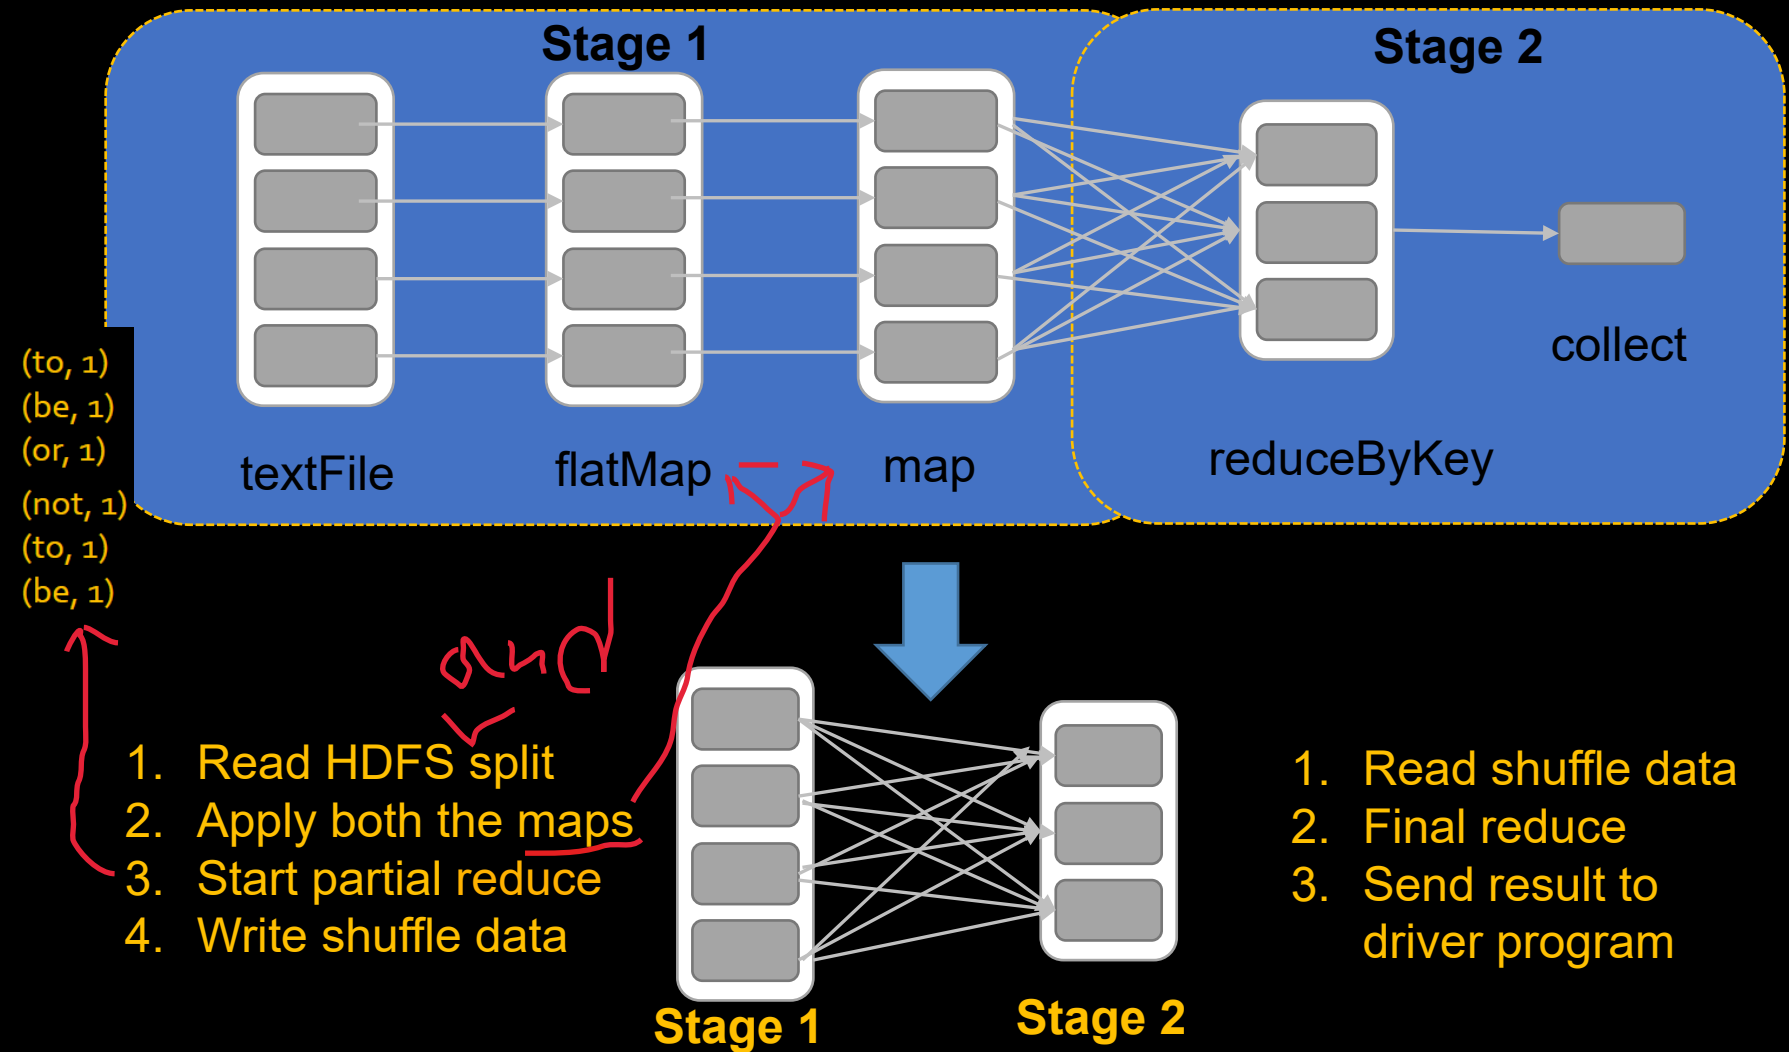 Stage 1
Stage 2
textFile
flatMap
map
reduceByKey
collect
(to, 1)
(be, 1)
(or, 1)
(not, 1)
(to, 1)
(be, 1)
and
1. Read HDFS split
2. Apply both the maps
3. Start partial reduce
4. Write shuffle data
Stage 1
Stage 2
1. Read shuffle data
2. Final reduce
3. Send result to
driver program